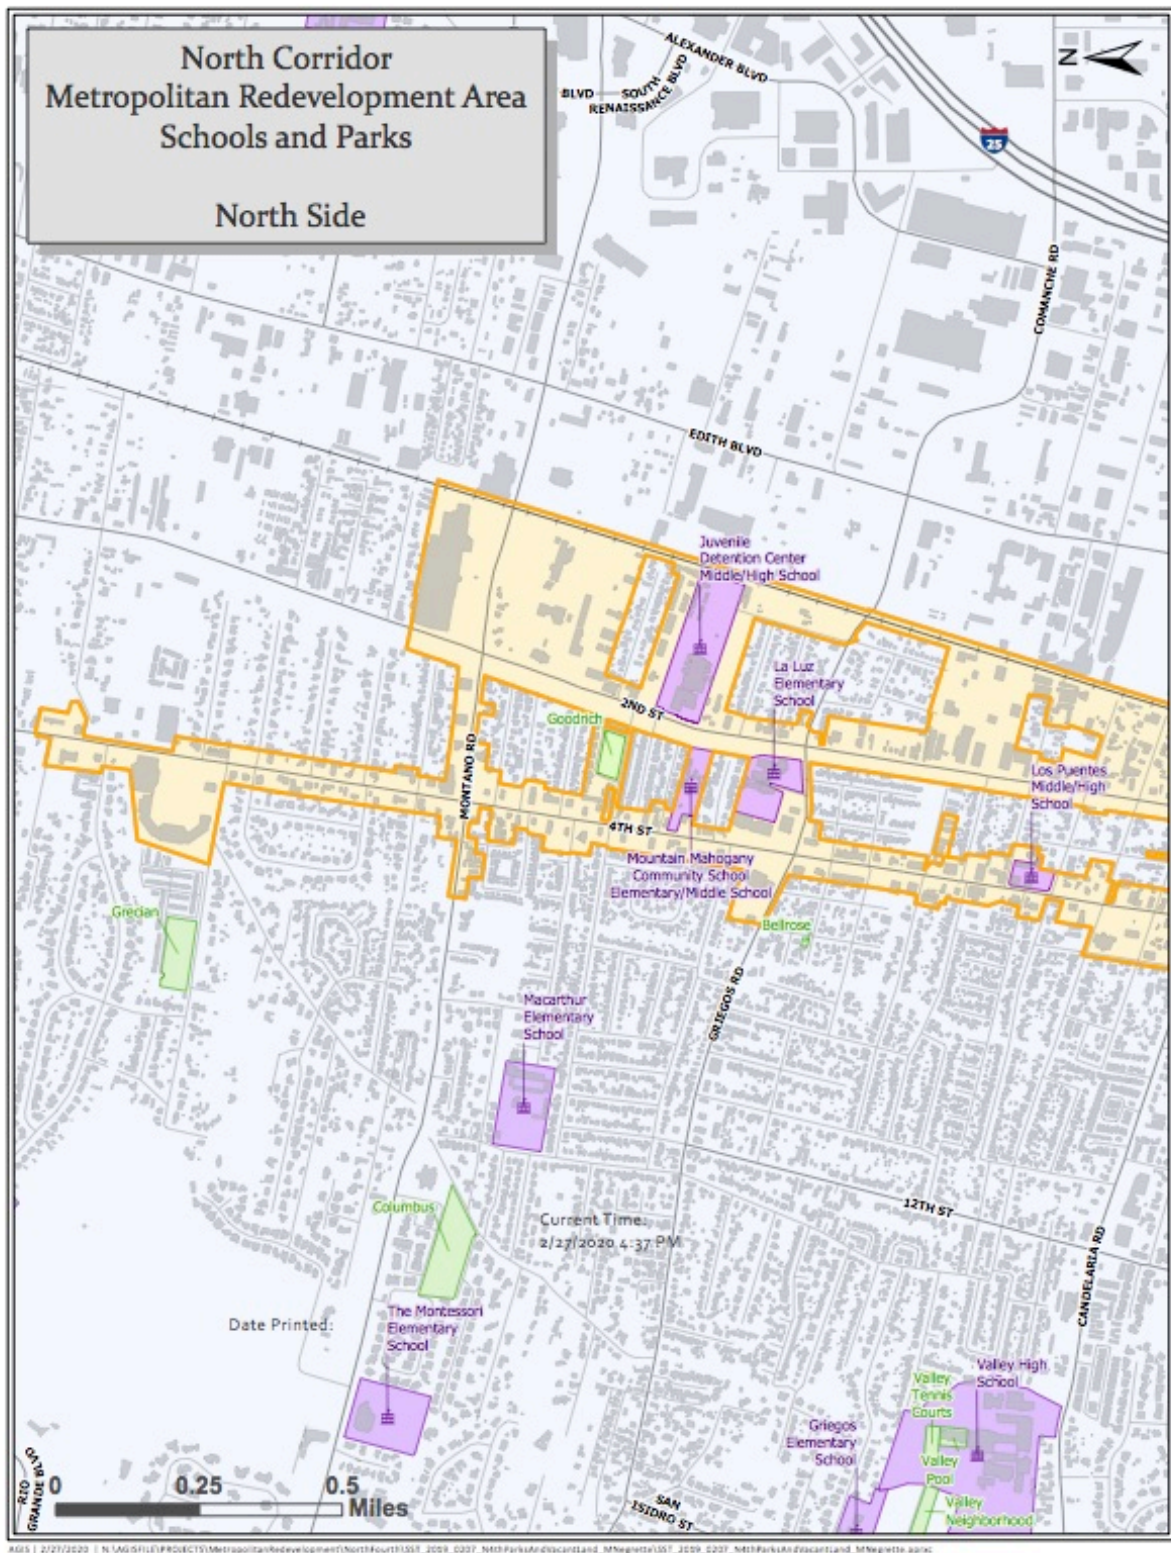 North Corridor
Metropolitan Redevelopment Area
Schools and Parks
North Side
ALEXANDER BLVD
BLVD
SOUTH
RENAISSANCE BLVD
N
25
COMANCHE RD
EDITH BLVD
Juvenile
Detention Center
Middle/High School
La Luz
Elementary
School
2ND ST
Goodrich
MONTANO RD
Los Puentes
Middle/High
School
4TH ST
Mountain Mahogany
Community School
Elementary/Middle School
Grecian
Bellrose
GRIEGOS RD
Macarthur
Elementary
School
Columbus
12TH ST
Current Time:
2/27/2020 4:37 PM
CANDELARIA RD
Date Printed:
The Montessori
Elementary
School
Valley High
School
Valley
Tennis
Courts
Griegos
Elementary
School
Valley
Pool
Valley
Neighborhood
RIO
GRANDE BLVD
SAN
ISIDRO ST
0 0.25 0.5
Miles